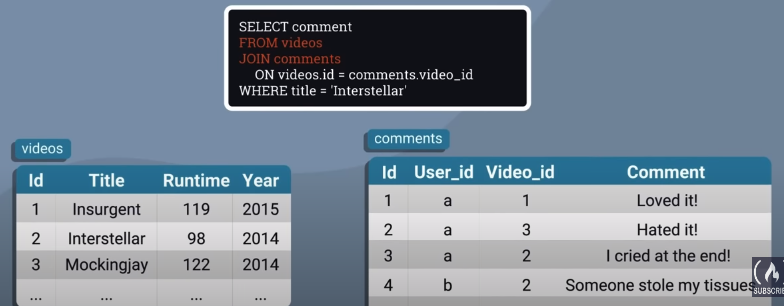 SELECT comment
FROM videos
JOIN comments
ON videos.id = comments.video_id
WHERE title = 'Interstellar'
videos
Id Title Runtime Year
1 Insurgent 119 2015
2 Interstellar 98 2014
3 Mockingjay 122 2014
... ... ... ...
comments
Id User_id Video_id Comment
1 a 1 Loved it!
2 a 3 Hated it!
3 a 2 I cried at the end!
4 b 2 Someone stole my tissues
SUBSCRIBE